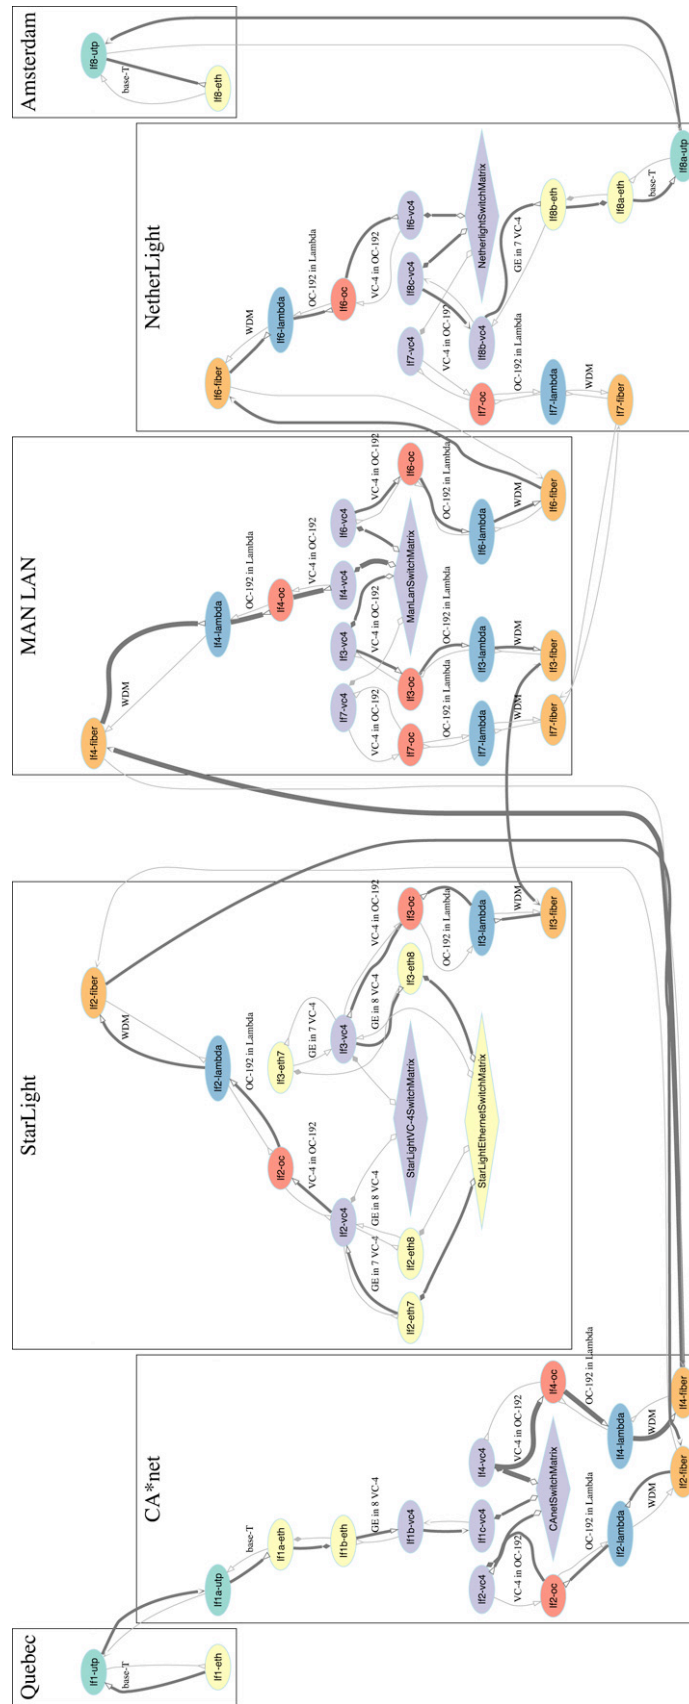 Quebec
If1-utp
base-T
If1-eth
CA*net
If1a-utp
base-T
If1a-eth
If1b-eth
GE in 8 VC-4
If1b-vc4
If2-vc4
If1c-vc4
If4-vc4
VC-4 in OC-192
VC-4 in OC-192
CAnetSwitchMatrix
If2-oc
If4-oc
OC-192 in Lambda
OC-192 in Lambda
If2-lambda
If4-lambda
WDM
WDM
If2-fiber
If4-fiber
StarLight
If2-fiber
WDM
If2-lambda
OC-192 in Lambda
If2-oc
If3-eth7
VC-4 in OC-192
GE in 7 VC-4
If2-vc4
If3-vc4
GE in 7 VC-4
GE in 8 VC-4
GE in 8 VC-4
VC-4 in OC-192
If2-eth7
If2-eth8
StarLightVC-4SwitchMatrix
If3-eth8
If3-oc
OC-192 in Lambda
StarLightEthernetSwitchMatrix
If3-lambda
WDM
If3-fiber
MAN LAN
If4-fiber
WDM
If4-lambda
OC-192 in Lambda
If4-oc
VC-4 in OC-192
If7-vc4
If3-vc4
If4-vc4
If6-vc4
VC-4 in OC-192
VC-4 in OC-192
VC-4 in OC-192
If7-oc
If3-oc
ManLanSwitchMatrix
If6-oc
OC-192 in Lambda
OC-192 in Lambda
OC-192 in Lambda
If7-lambda
If3-lambda
If6-lambda
WDM
WDM
WDM
If7-fiber
If3-fiber
If6-fiber
NetherLight
If6-fiber
WDM
If6-lambda
OC-192 in Lambda
If6-oc
VC-4 in OC-192
If7-vc4
If8c-vc4
If6-vc4
VC-4 in OC-192
If7-oc
If8b-vc4
NetherlightSwitchMatrix
OC-192 in Lambda
GE in 7 VC-4
If7-lambda
If8b-eth
WDM
If7-fiber
If8a-eth
base-T
If8a-utp
Amsterdam
If8-utp
base-T
If8-eth